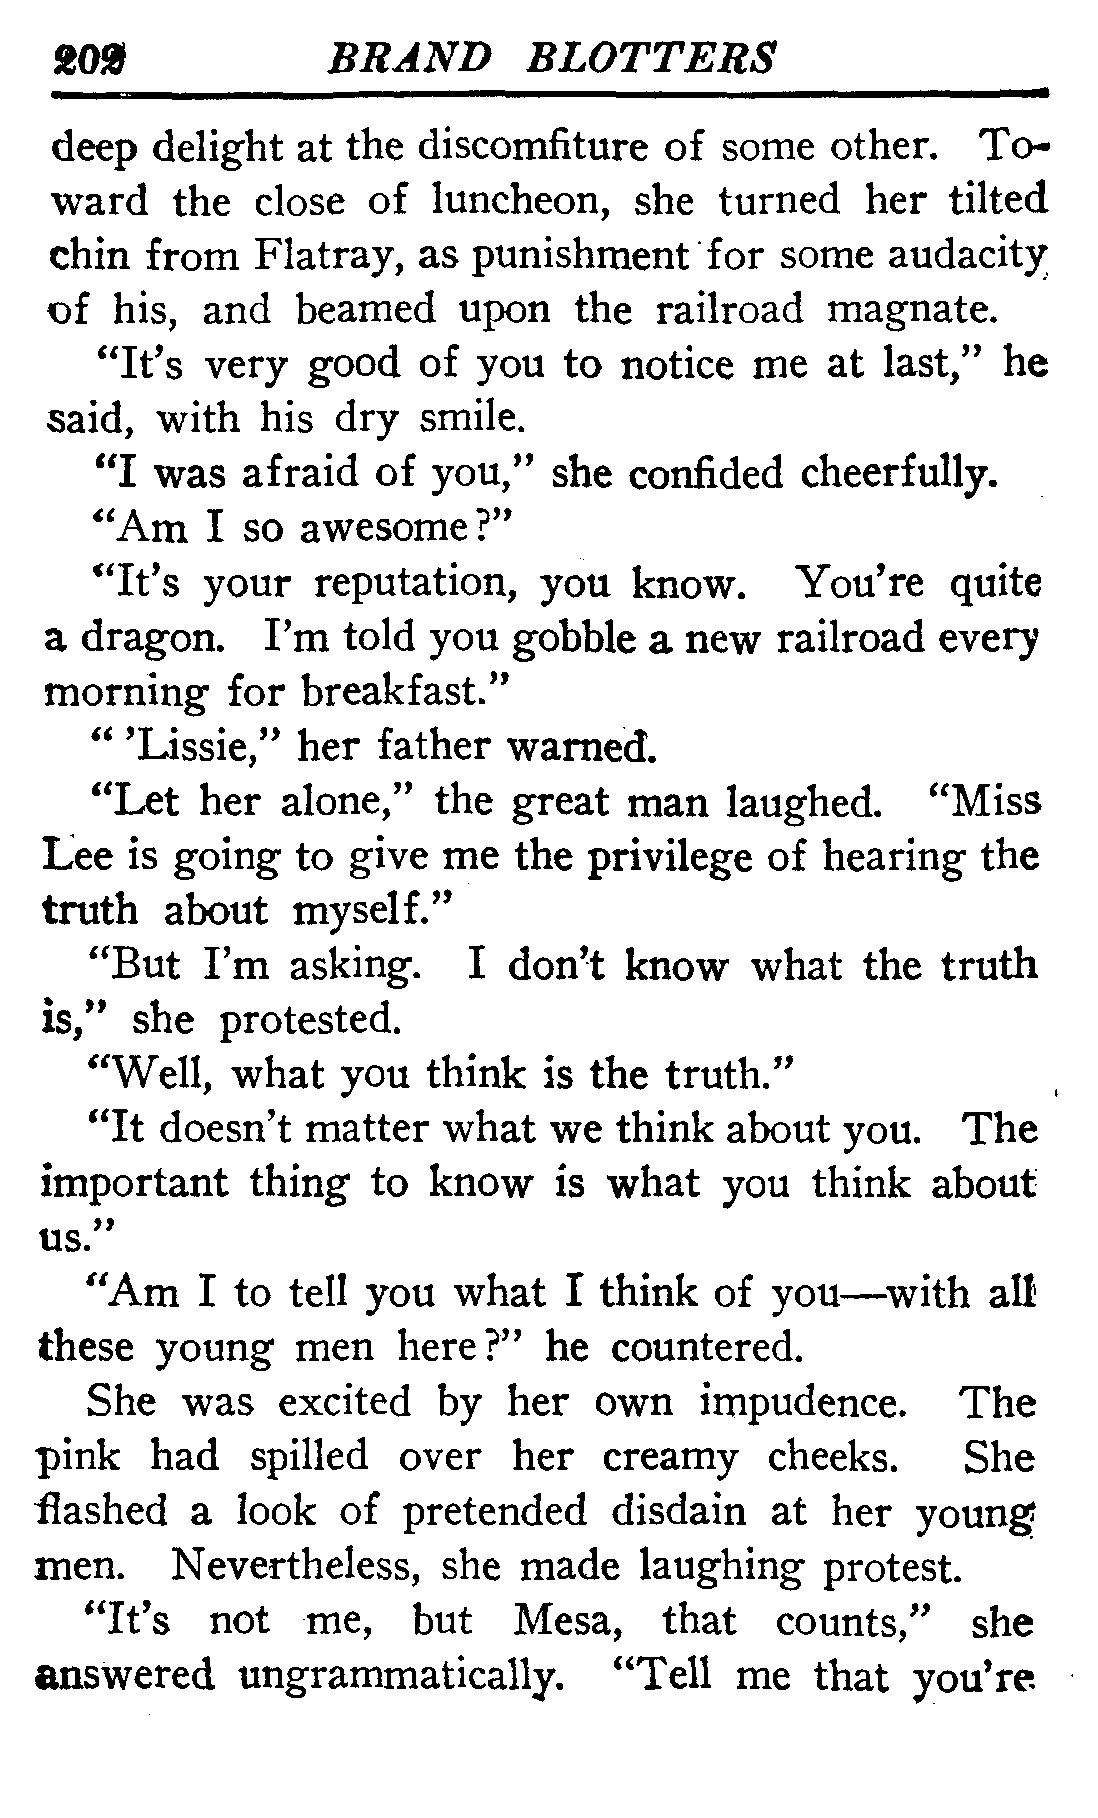 202 BRAND BLOTTERS
deep delight at the discomfiture of some other. To-
ward the close of luncheon, she turned her tilted
chin from Flatray, as punishment for some audacity
of his, and beamed upon the railroad magnate.
“It’s very good of you to notice me at last,” he
said, with his dry smile.
“I was afraid of you,” she confided cheerfully.
“Am I so awesome?”
“It’s your reputation, you know. You’re quite
a dragon. I’m told you gobble a new railroad every
morning for breakfast.”
“ ’Lissie,” her father warned.
“Let her alone,” the great man laughed. “Miss
Lee is going to give me the privilege of hearing the
truth about myself.”
“But I’m asking. I don’t know what the truth
is,” she protested.
“Well, what you think is the truth.”
“It doesn’t matter what we think about you. The
important thing to know is what you think about
us.”
“Am I to tell you what I think of you—with all
these young men here?” he countered.
She was excited by her own impudence. The
pink had spilled over her creamy cheeks. She
flashed a look of pretended disdain at her young
men. Nevertheless, she made laughing protest.
“It’s not me, but Mesa, that counts,” she
answered ungrammatically. “Tell me that you’re